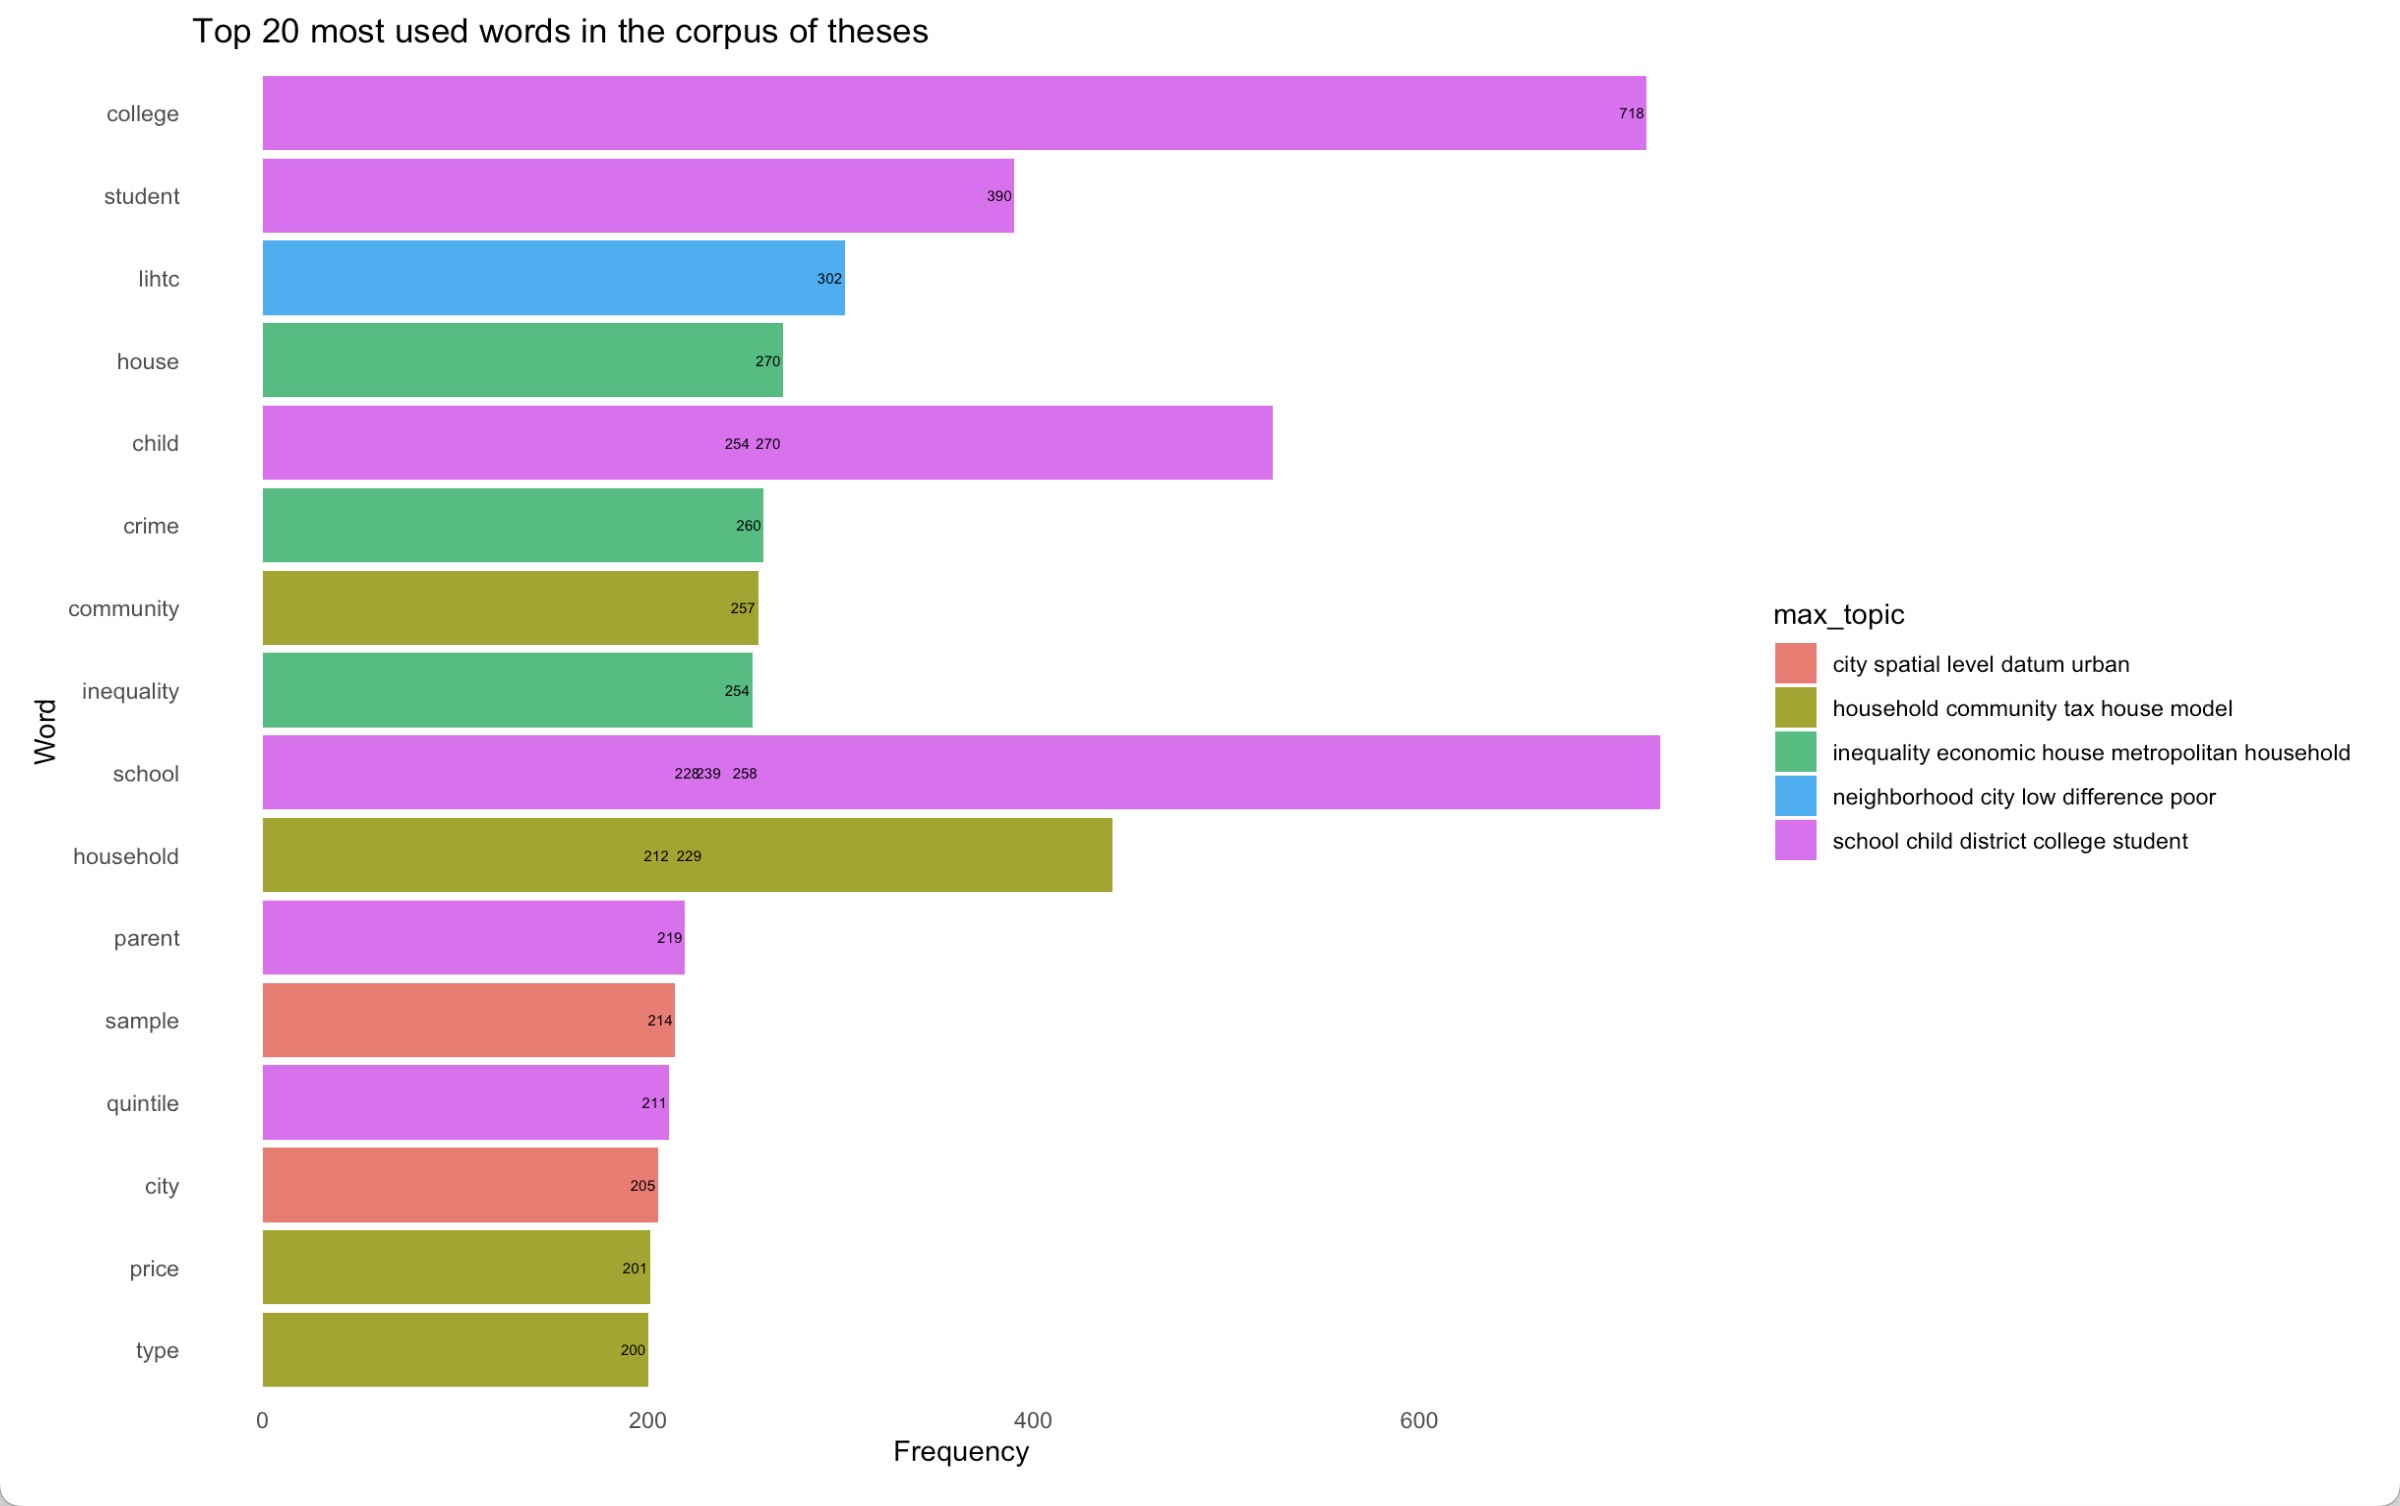 Top 20 most used words in the corpus of theses
college 718
student 390
lihtc 302
house 270
child 254 270
crime 260
community 257
inequality 254
school 228 239 258
household 212 229
parent 219
sample 214
quintile 211
city 205
price 201
type 200
Word
0 200 400 600
Frequency
max_topic
city spatial level datum urban
household community tax house model
inequality economic house metropolitan household
neighborhood city low difference poor
school child district college student